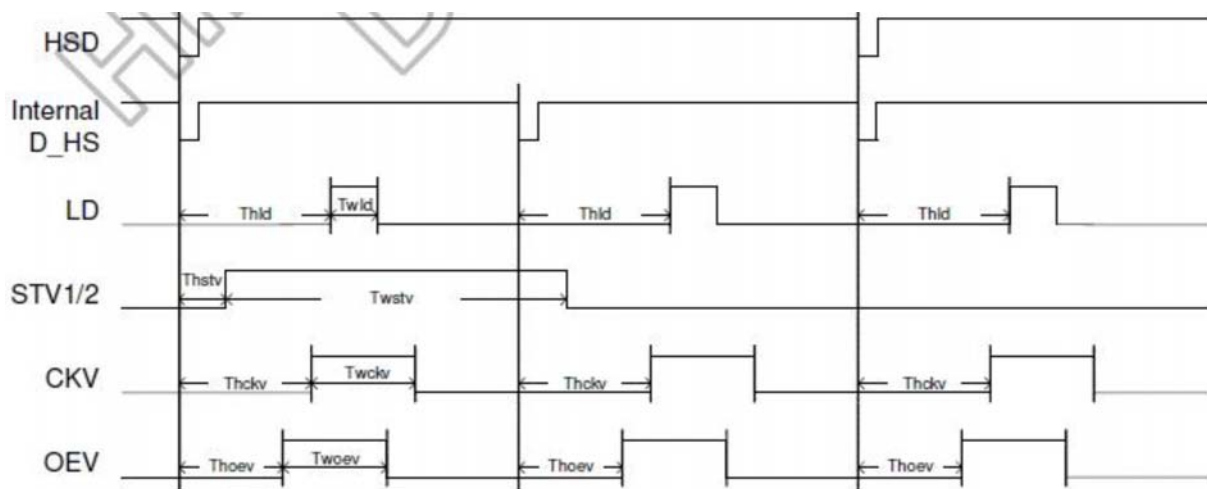 HSD
Internal
D_HS
LD
Thld
Twld
Thld
Thld
STV1/2
Thstv
Twstv
CKV
Thckv
Twckv
Thckv
Thckv
OEV
Thoev
Twoev
Thoev
Thoev